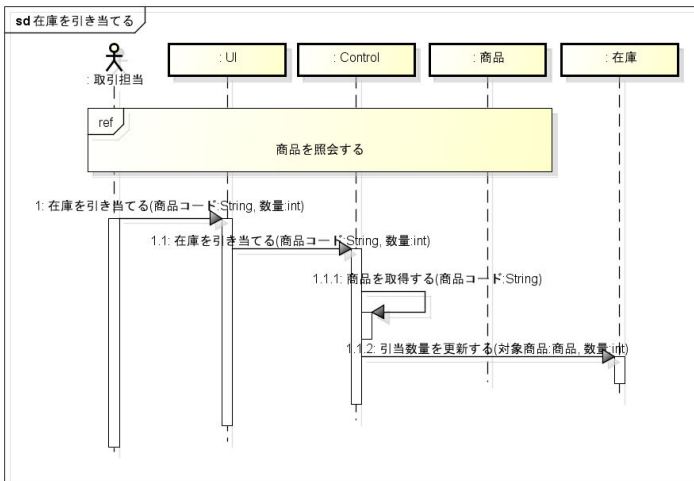 sd 在庫を引き当てる
: 取引担当
: UI
: Control
: 商品
: 在庫
ref
商品を照会する
1: 在庫を引き当てる(商品コード:String, 数量:int)
1.1: 在庫を引き当てる(商品コード:String, 数量:int)
1.1.1: 商品を取得する(商品コード:String)
1.1.2: 引当数量を更新する(対象商品:商品, 数量:int)